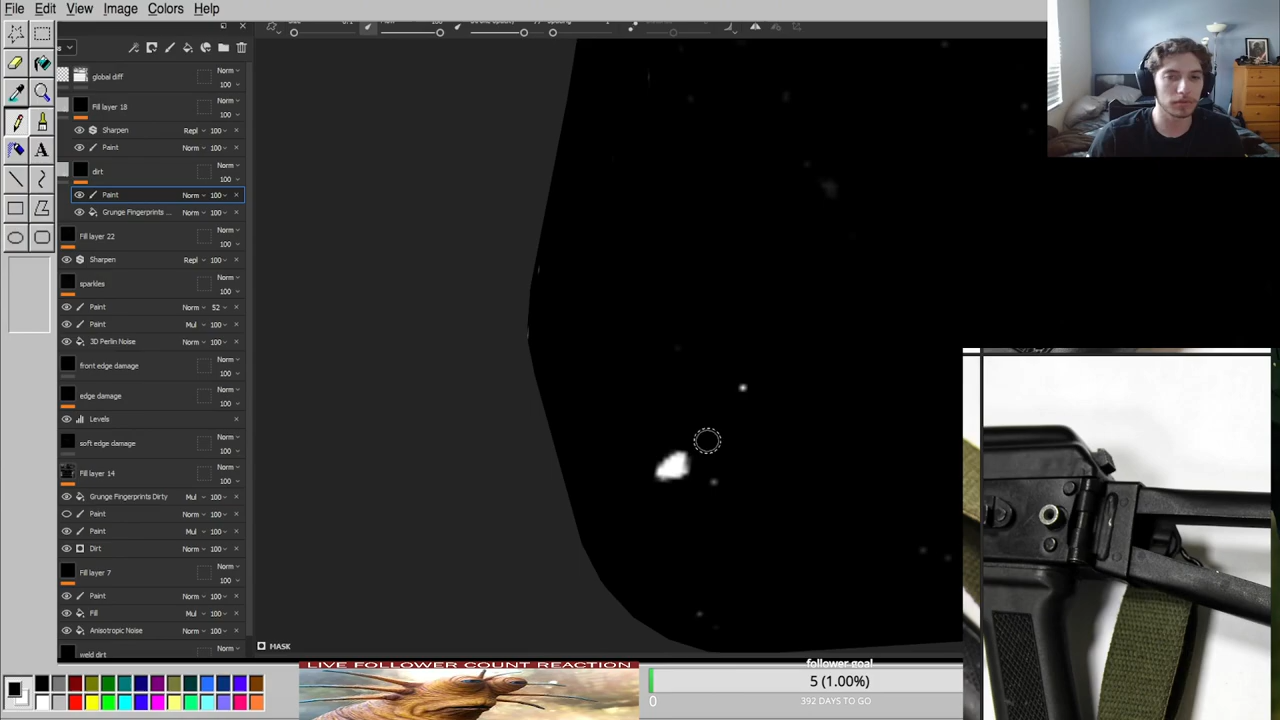 File Edit View Image Colors Help
global diff Norm 100
Fill layer 18 Norm 100
Sharpen Repl 100
Paint Norm 100
dirt Norm 100
Paint Norm 100
Grunge Fingerprints ... Norm 100
Fill layer 22 Norm 100
Sharpen Repl 100
sparkles Norm 100
Paint Norm 52
Paint Mul 100
3D Perlin Noise Norm 100
front edge damage Norm 100
edge damage Norm 100
Levels
soft edge damage Norm 100
Fill layer 14 Norm 100
Grunge Fingerprints Dirty Mul 100
Paint Norm 100
Paint Mul 100
Dirt Norm 100
Fill layer 7 Norm 100
Paint Norm 100
Fill Mul 100
Anisotropic Noise Norm 100
weld dirt Norm
MASK
LIVE FOLLOWER COUNT REACTION
follower goal
5 (1.00%)
0
392 DAYS TO GO